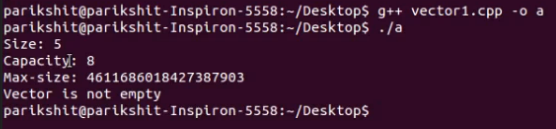 parikshit@parikshit-Inspiron-5558:~/Desktop$ g++ vector1.cpp -o a
parikshit@parikshit-Inspiron-5558:~/Desktop$ ./a
Size: 5
Capacity: 8
Max-size: 4611686018427387903
Vector is not empty
parikshit@parikshit-Inspiron-5558:~/Desktop$